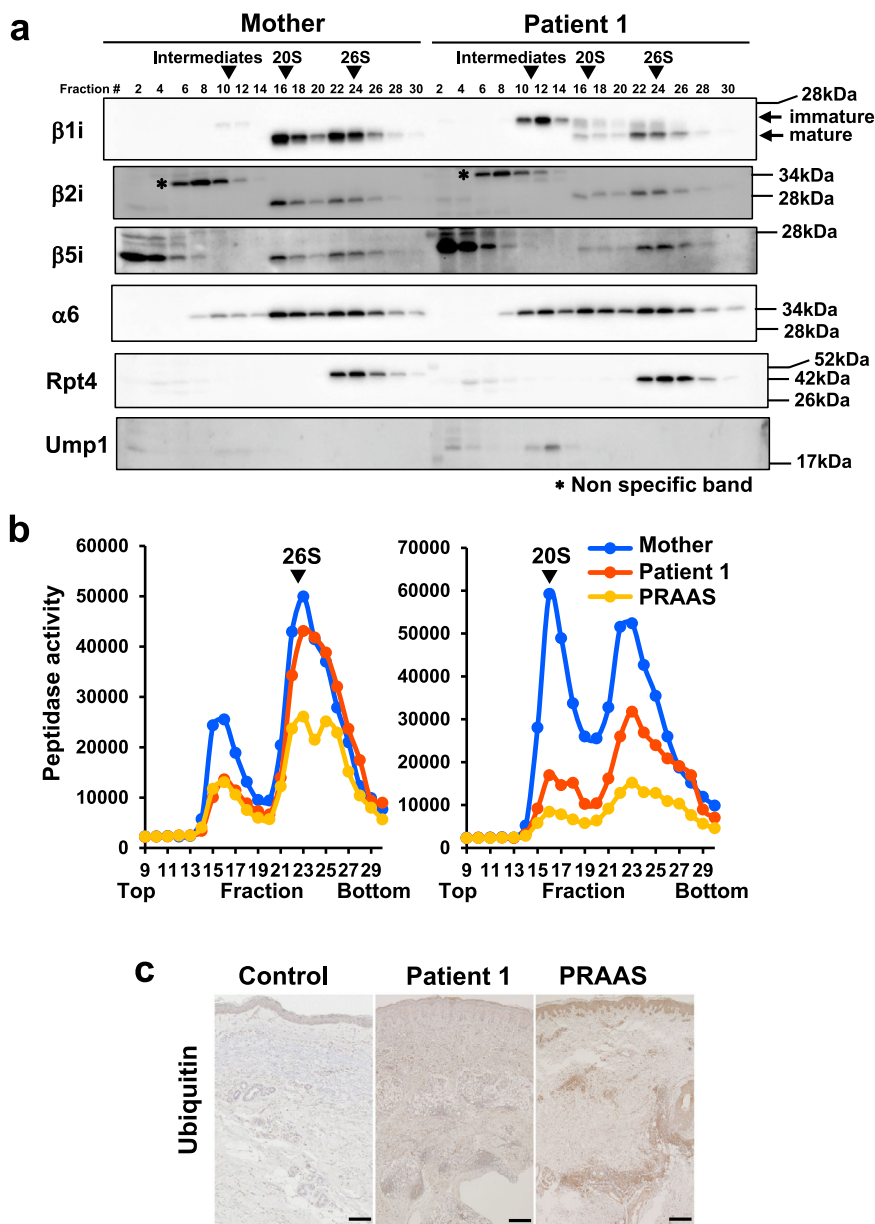 a
Mother Patient 1
Intermediates 20S 26S Intermediates 20S 26S
Fraction # 2 4 6 8 10 12 14 16 18 20 22 24 26 28 30 2 4 6 8 10 12 14 16 17 20 22 24 26 28 30
28kDa
β1i immature
mature
β2i * * 34kDa
28kDa
β5i 28kDa
α6 34kDa
28kDa
Rpt4 52kDa
42kDa
26kDa
Ump1 17kDa
* Non specific band
b
60000 70000
50000 60000
40000 50000
30000 40000
20000 30000
10000 20000
0 10000
0
Peptidase activity
26S 20S
Mother
Patient 1
PRAAS
9 11 13 15 17 19 21 23 25 27 29 9 11 13 15 17 19 21 23 25 27 29
Top Fraction Bottom Top Fraction Bottom
c
Control Patient 1 PRAAS
Ubiquitin